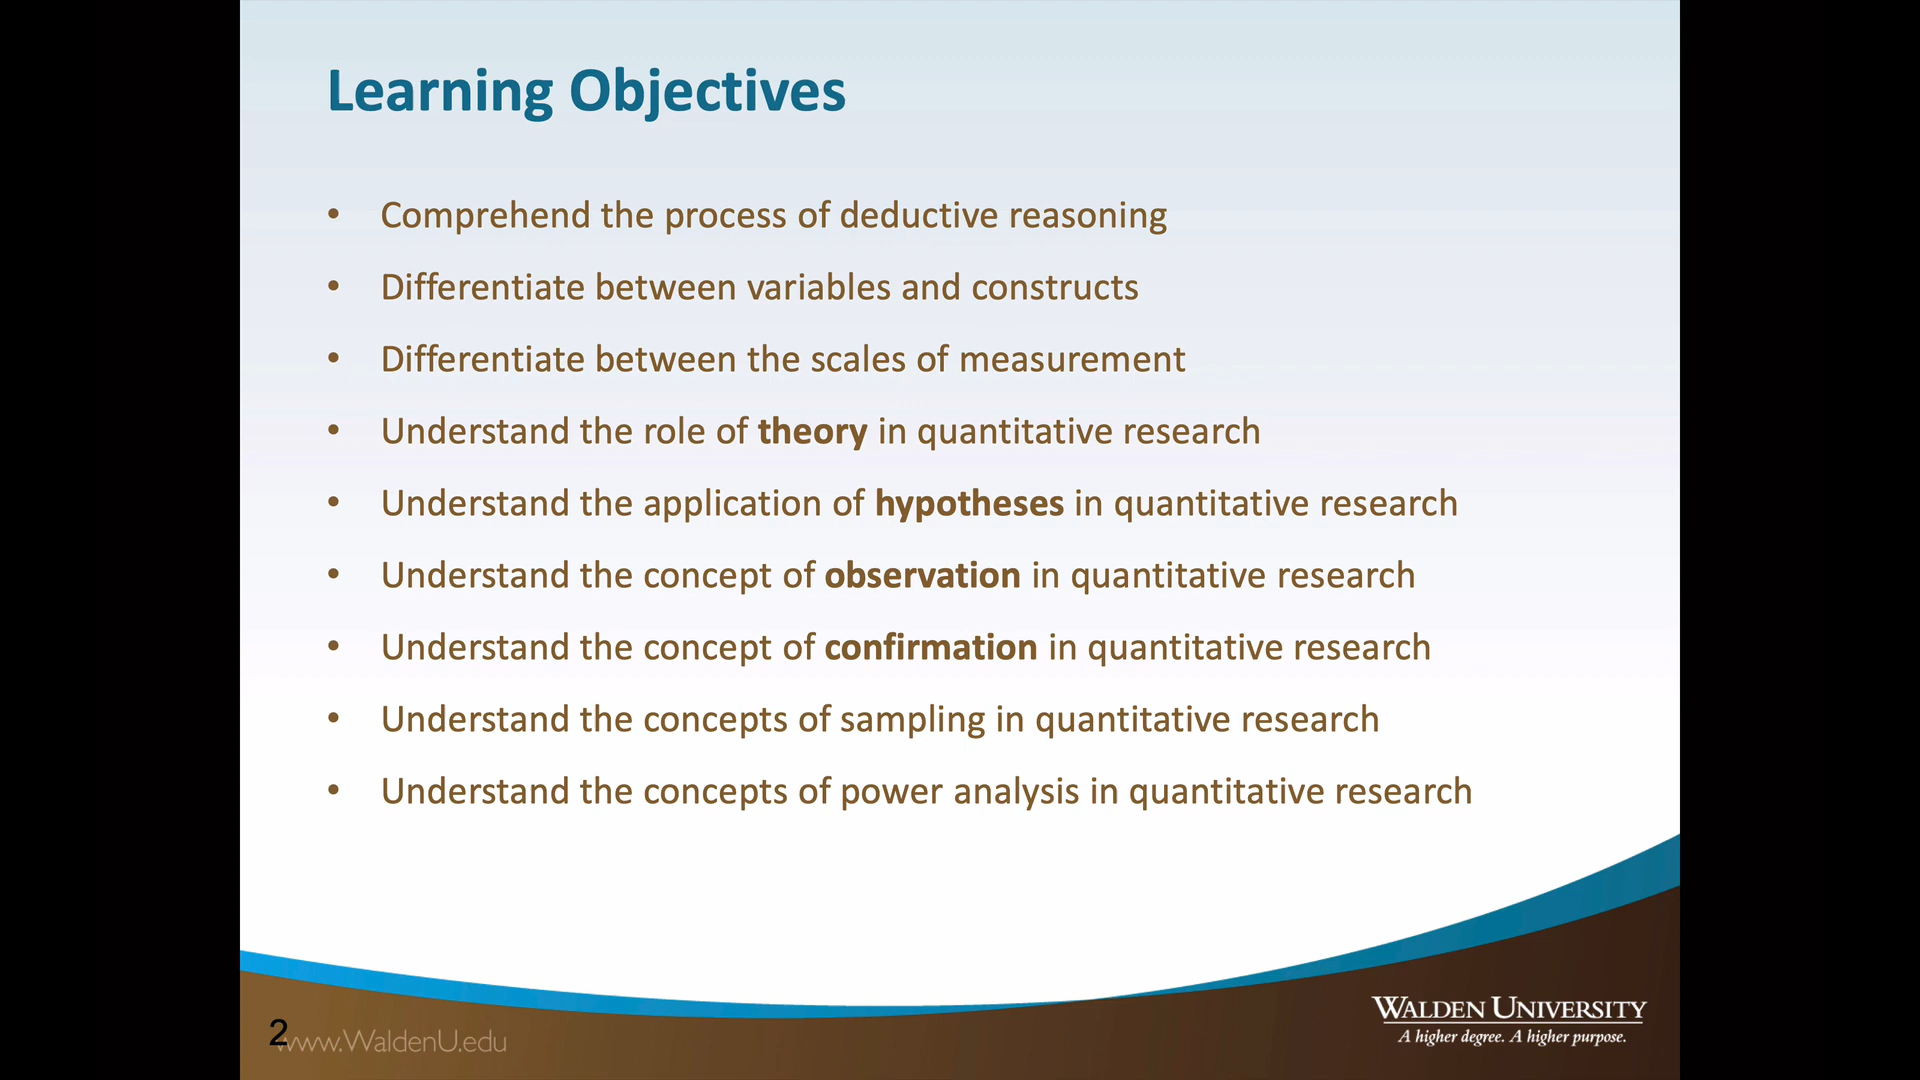 Learning Objectives
• Comprehend the process of deductive reasoning
• Differentiate between variables and constructs
• Differentiate between the scales of measurement
• Understand the role of theory in quantitative research
• Understand the application of hypotheses in quantitative research
• Understand the concept of observation in quantitative research
• Understand the concept of confirmation in quantitative research
• Understand the concepts of sampling in quantitative research
• Understand the concepts of power analysis in quantitative research
2
www.WaldenU.edu
WALDEN UNIVERSITY
A higher degree. A higher purpose.